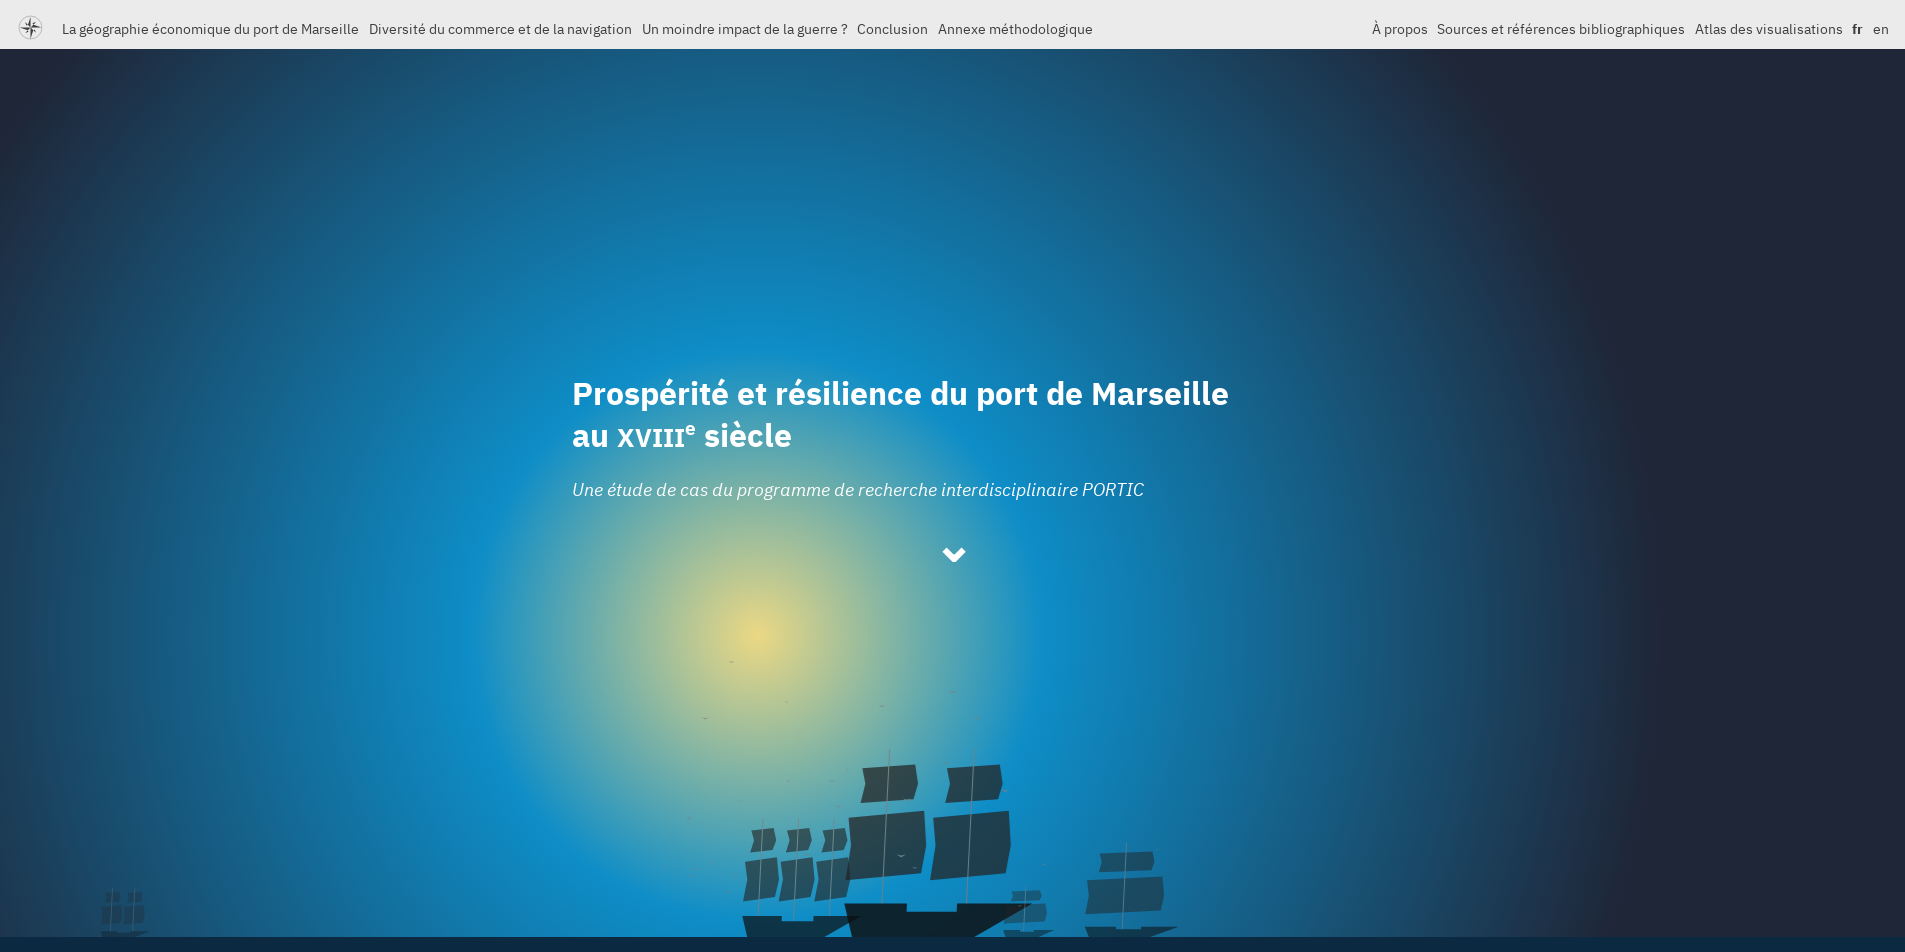 La géographie économique du port de Marseille Diversité du commerce et de la navigation Un moindre impact de la guerre ? Conclusion Annexe méthodologique À propos Sources et références bibliographiques Atlas des visualisations fr en
Prospérité et résilience du port de Marseille
au XVIIIe siècle
Une étude de cas du programme de recherche interdisciplinaire PORTIC